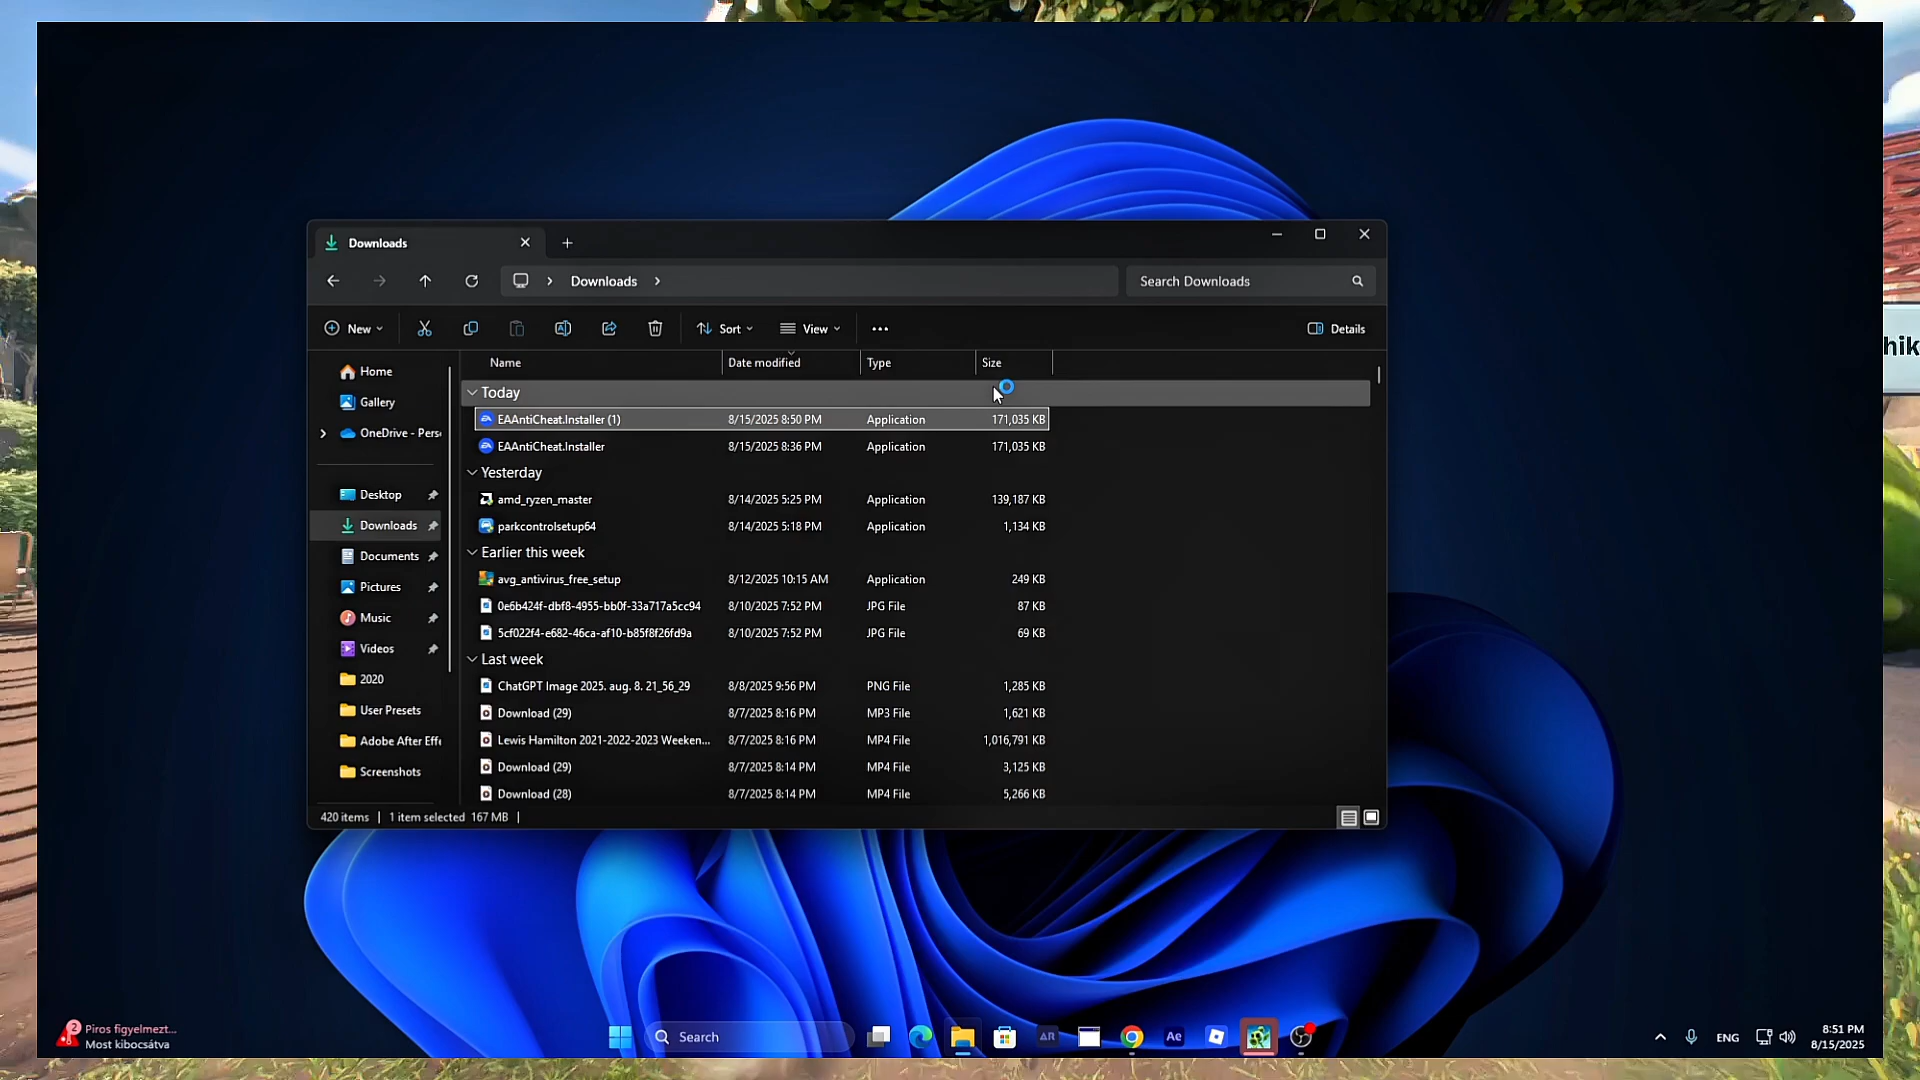 Downloads
Downloads
Search Downloads
New
Sort
View
Details
Name
Date modified
Type
Size
Home
Gallery
OneDrive - Pers
Desktop
Downloads
Documents
Pictures
Music
Videos
2020
User Presets
Adobe After Effe
Screenshots
Today
EAAntiCheat.Installer (1) 8/15/2025 8:50 PM Application 171,035 KB
EAAntiCheat.Installer 8/15/2025 8:36 PM Application 171,035 KB
Yesterday
amd_ryzen_master 8/14/2025 5:25 PM Application 139,187 KB
parkcontrolsetup64 8/14/2025 5:18 PM Application 1,134 KB
Earlier this week
avg_antivirus_free_setup 8/12/2025 10:15 AM Application 249 KB
0e6b424f-dbf8-4955-bb0f-33a717a5cc94 8/10/2025 7:52 PM JPG File 87 KB
5cf022f4-e682-46ca-af10-b85f8f26fd9a 8/10/2025 7:52 PM JPG File 69 KB
Last week
ChatGPT Image 2025. aug. 8. 21_56_29 8/8/2025 9:56 PM PNG File 1,285 KB
Download (29) 8/7/2025 8:16 PM MP3 File 1,621 KB
Lewis Hamilton 2021-2022-2023 Weeken... 8/7/2025 8:16 PM MP4 File 1,016,791 KB
Download (29) 8/7/2025 8:14 PM MP4 File 3,125 KB
Download (28) 8/7/2025 8:14 PM MP4 File 5,266 KB
420 items | 1 item selected 167 MB |
hik
2
Piros figyelmezt...
Most kibocsátva
Search
AR
Ae
ENG
8:51 PM
8/15/2025